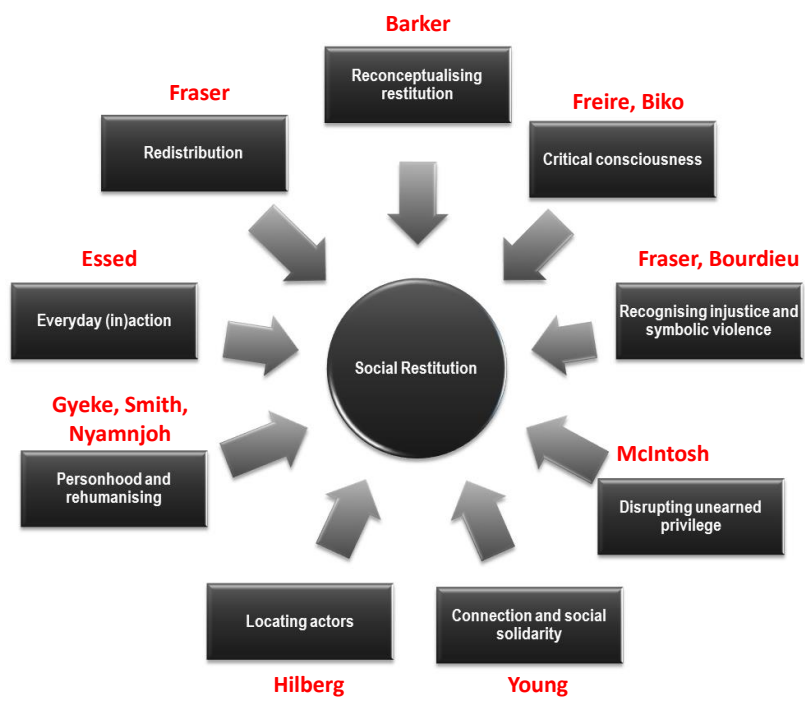 Barker
Reconceptualising
restitution
Fraser
Redistribution
Freire, Biko
Critical consciousness
Essed
Everyday (in)action
Fraser, Bourdieu
Recognising injustice and
symbolic violence
Social Restitution
Gyeke, Smith,
Nyamnjoh
Personhood and
rehumanising
McIntosh
Disrupting unearned
privilege
Locating actors
Hilberg
Connection and social
solidarity
Young